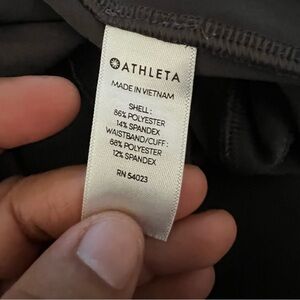 ATHLETA
MADE IN VIETNAM
SHELL :
86% POLYESTER
14% SPANDEX
WAISTBAND/CUFF :
88% POLYESTER
12% SPANDEX
RN 54023